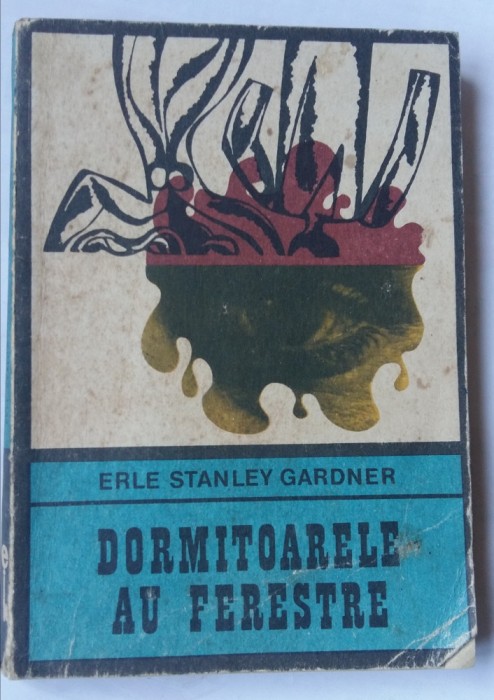 ERLE STANLEY GARDNER
DORMITOARELE
AU FERESTRE